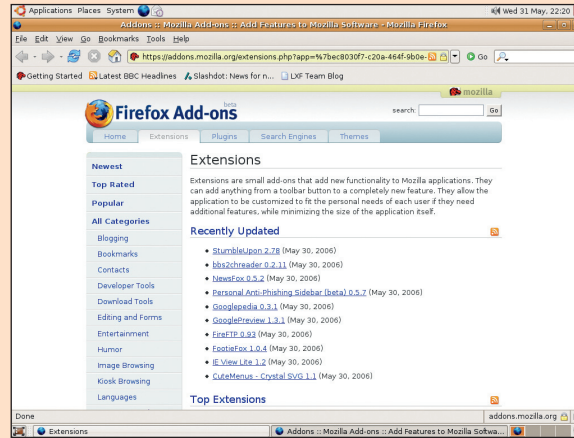 Applications Places System Wed 31 May, 22:20
Addons :: Mozilla Add-ons :: Add Features to Mozilla Software - Mozilla Firefox
File Edit View Go Bookmarks Tools Help
https://addons.mozilla.org/extensions.php?app=%7bec8030f7-c20a-464f-9b0e- Go
Getting Started Latest BBC Headlines Slashdot: News for n... LXF Team Blog
mozilla
Firefox Add-ons beta
search: Go
Home Extensions Plugins Search Engines Themes
Newest
Top Rated
Popular
All Categories
Blogging
Bookmarks
Contacts
Developer Tools
Download Tools
Editing and Forms
Entertainment
Humor
Image Browsing
Kiosk Browsing
Languages
Extensions
Extensions are small add-ons that add new functionality to Mozilla applications. They
can add anything from a toolbar button to a completely new feature. They allow the
application to be customized to fit the personal needs of each user if they need
additional features, while minimizing the size of the application itself.
Recently Updated
• StumbleUpon 2.78 (May 30, 2006)
• bbs2chreader 0.2.11 (May 30, 2006)
• NewsFox 0.5.2 (May 30, 2006)
• Personal Anti-Phishing Sidebar (beta) 0.5.7 (May 30, 2006)
• Googlepedia 0.3.1 (May 30, 2006)
• GooglePreview 1.3.1 (May 30, 2006)
• FireFTP 0.93 (May 30, 2006)
• FootieFox 1.0.4 (May 30, 2006)
• IE View Lite 1.2 (May 30, 2006)
• CuteMenus - Crystal SVG 1.1 (May 30, 2006)
Top Extensions
Done addons.mozilla.org
Extensions Addons :: Mozilla Add-ons :: Add Features to Mozilla Softwa...